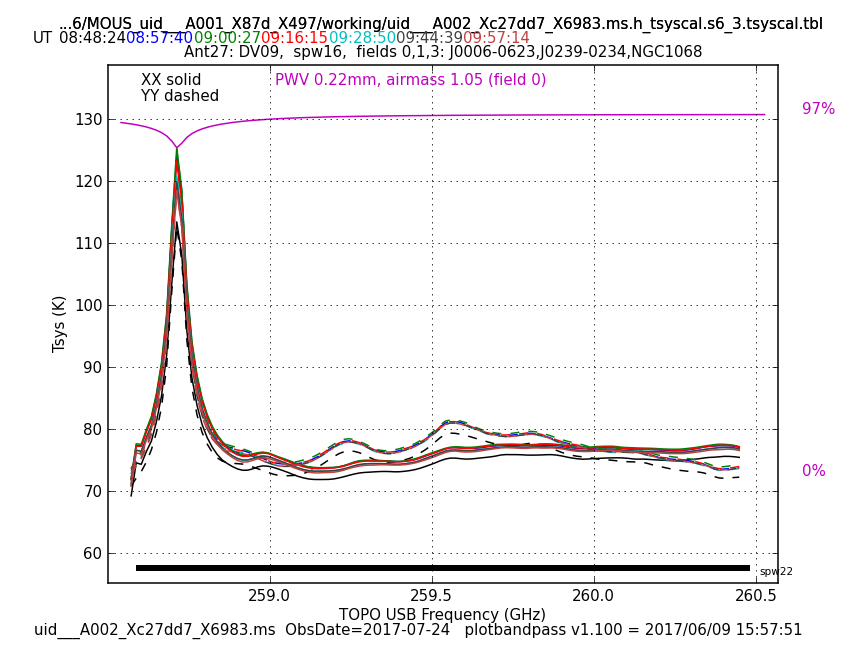 ...6/MOUS_uid___A001_X87d_X497/working/uid___A002_Xc27dd7_X6983.ms.h_tsyscal.s6_3.tsyscal.tbl
UT 08:48:24 08:57:40 09:00:27 09:16:15 09:28:50 09:44:39 09:57:14
Ant27: DV09, spw16, fields 0,1,3: J0006-0623,J0239-0234,NGC1068
XX solid
PWV 0.22mm, airmass 1.05 (field 0)
YY dashed
97%
130
120
110
100
90
80
70
60
Tsys (K)
0%
spw22
259.0 259.5 260.0 260.5
TOPO USB Frequency (GHz)
uid___A002_Xc27dd7_X6983.ms ObsDate=2017-07-24 plotbandpass v1.100 = 2017/06/09 15:57:51